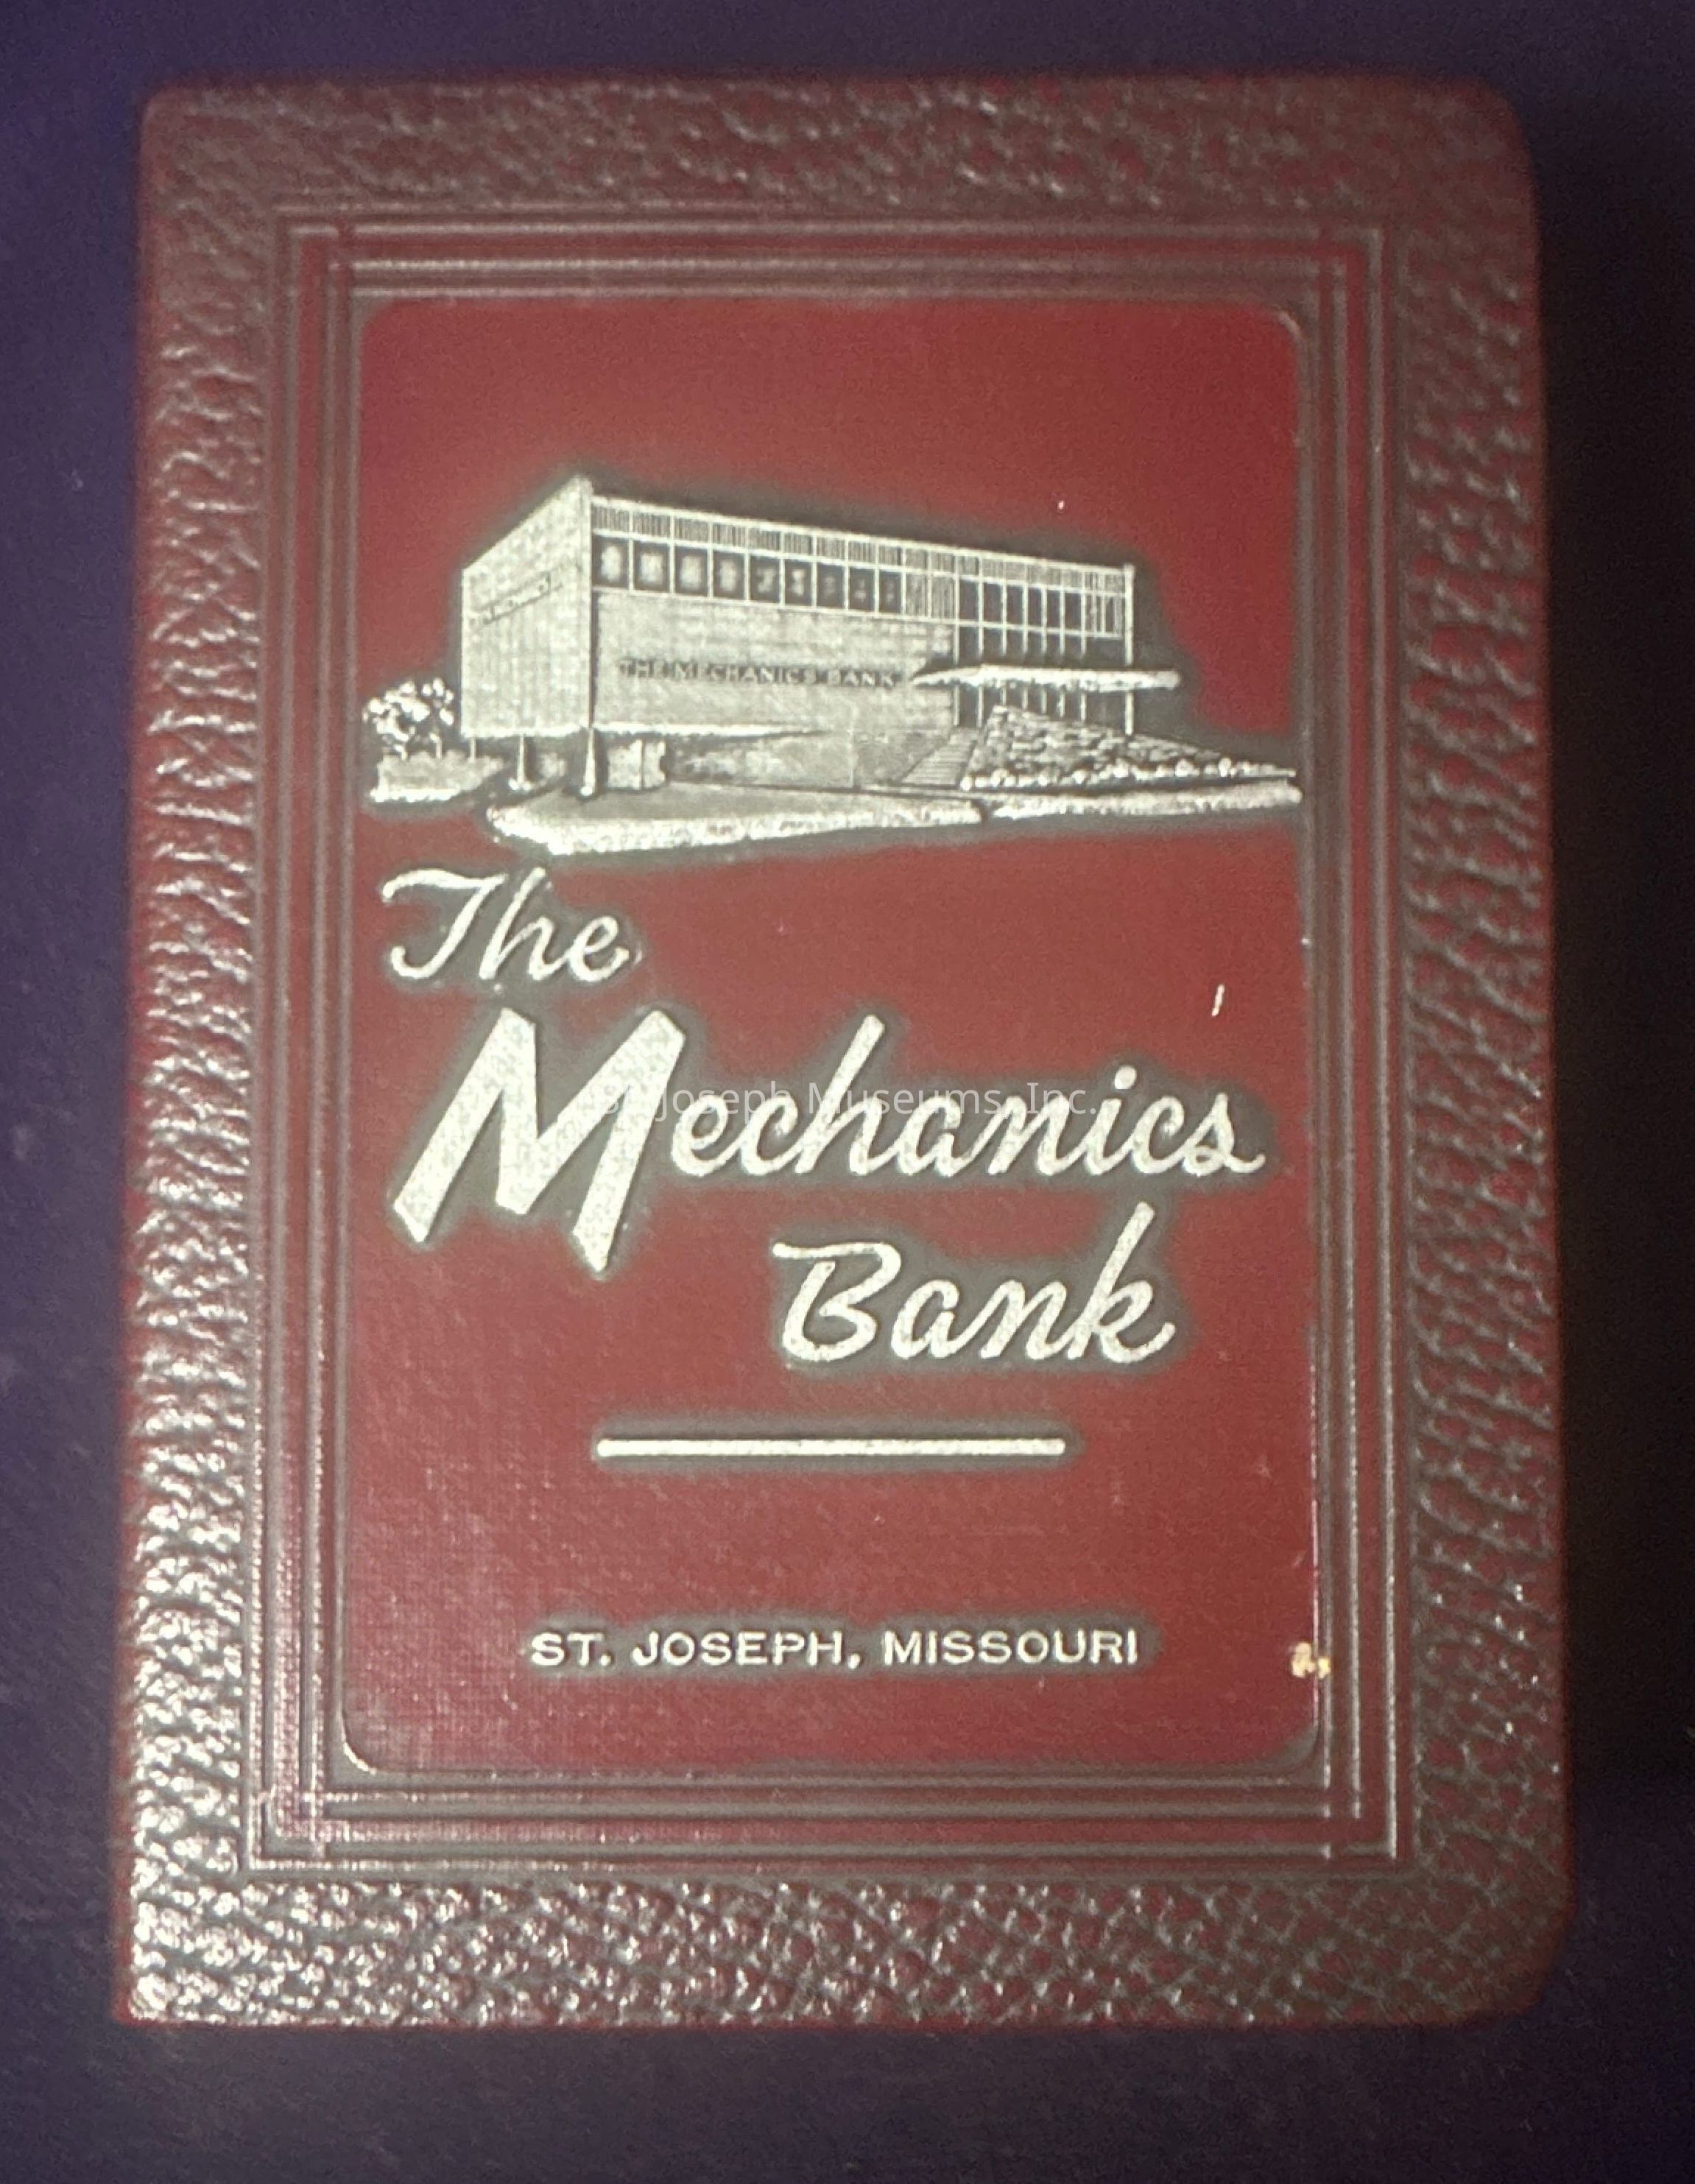 THE MECHANICS BANK
The
Mechanics
St. Joseph Museums, Inc.
Bank
ST. JOSEPH, MISSOURI